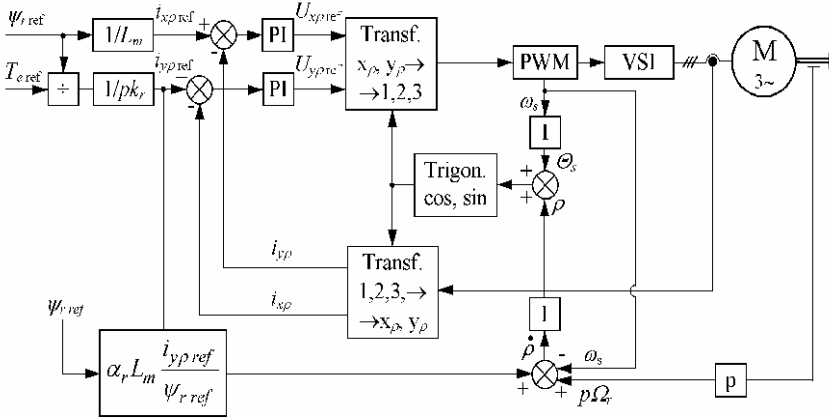 ψr ref
1/Lm
ixρ ref
+
-
PI
Uxρ ref
Transf.
xρ, yρ→
→1,2,3
PWM
VSI
M
3~
Te ref
÷
1/pkr
iyρ ref
-
PI
Uyρ ref
ωs
I
Θs
+
+
ρ
Trigon.
cos, sin
iyρ
ixρ
Transf.
1,2,3,→
→xρ, yρ
I
ρ̇
ψr ref
αr Lm iyρ ref
ψr ref
-
ωs
+
+
pΩr
p